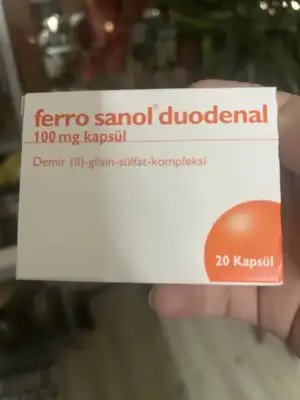 ferro sanol® duodenal
100 mg kapsül
Demir (II)-glisin-sülfat-kompleksi
20 Kapsül